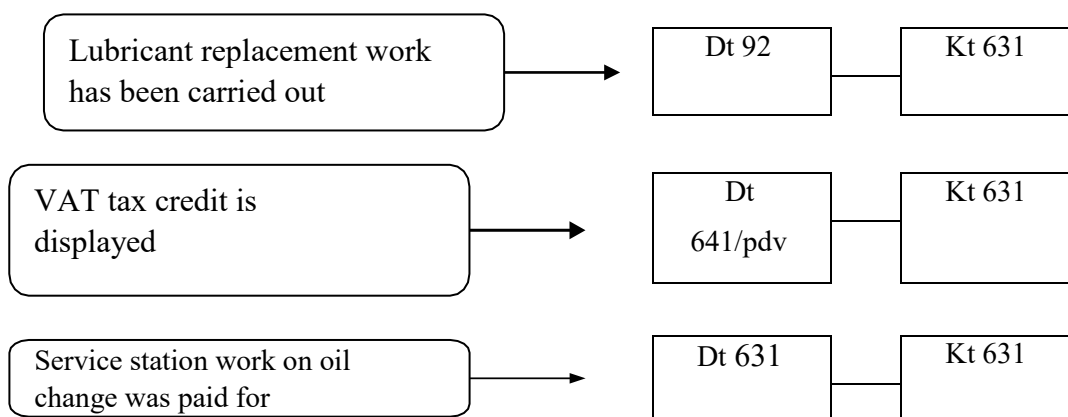 Lubricant replacement work
has been carried out
Dt 92
Kt 631
VAT tax credit is
displayed
Dt
641/pdv
Kt 631
Service station work on oil
change was paid for
Dt 631
Kt 631